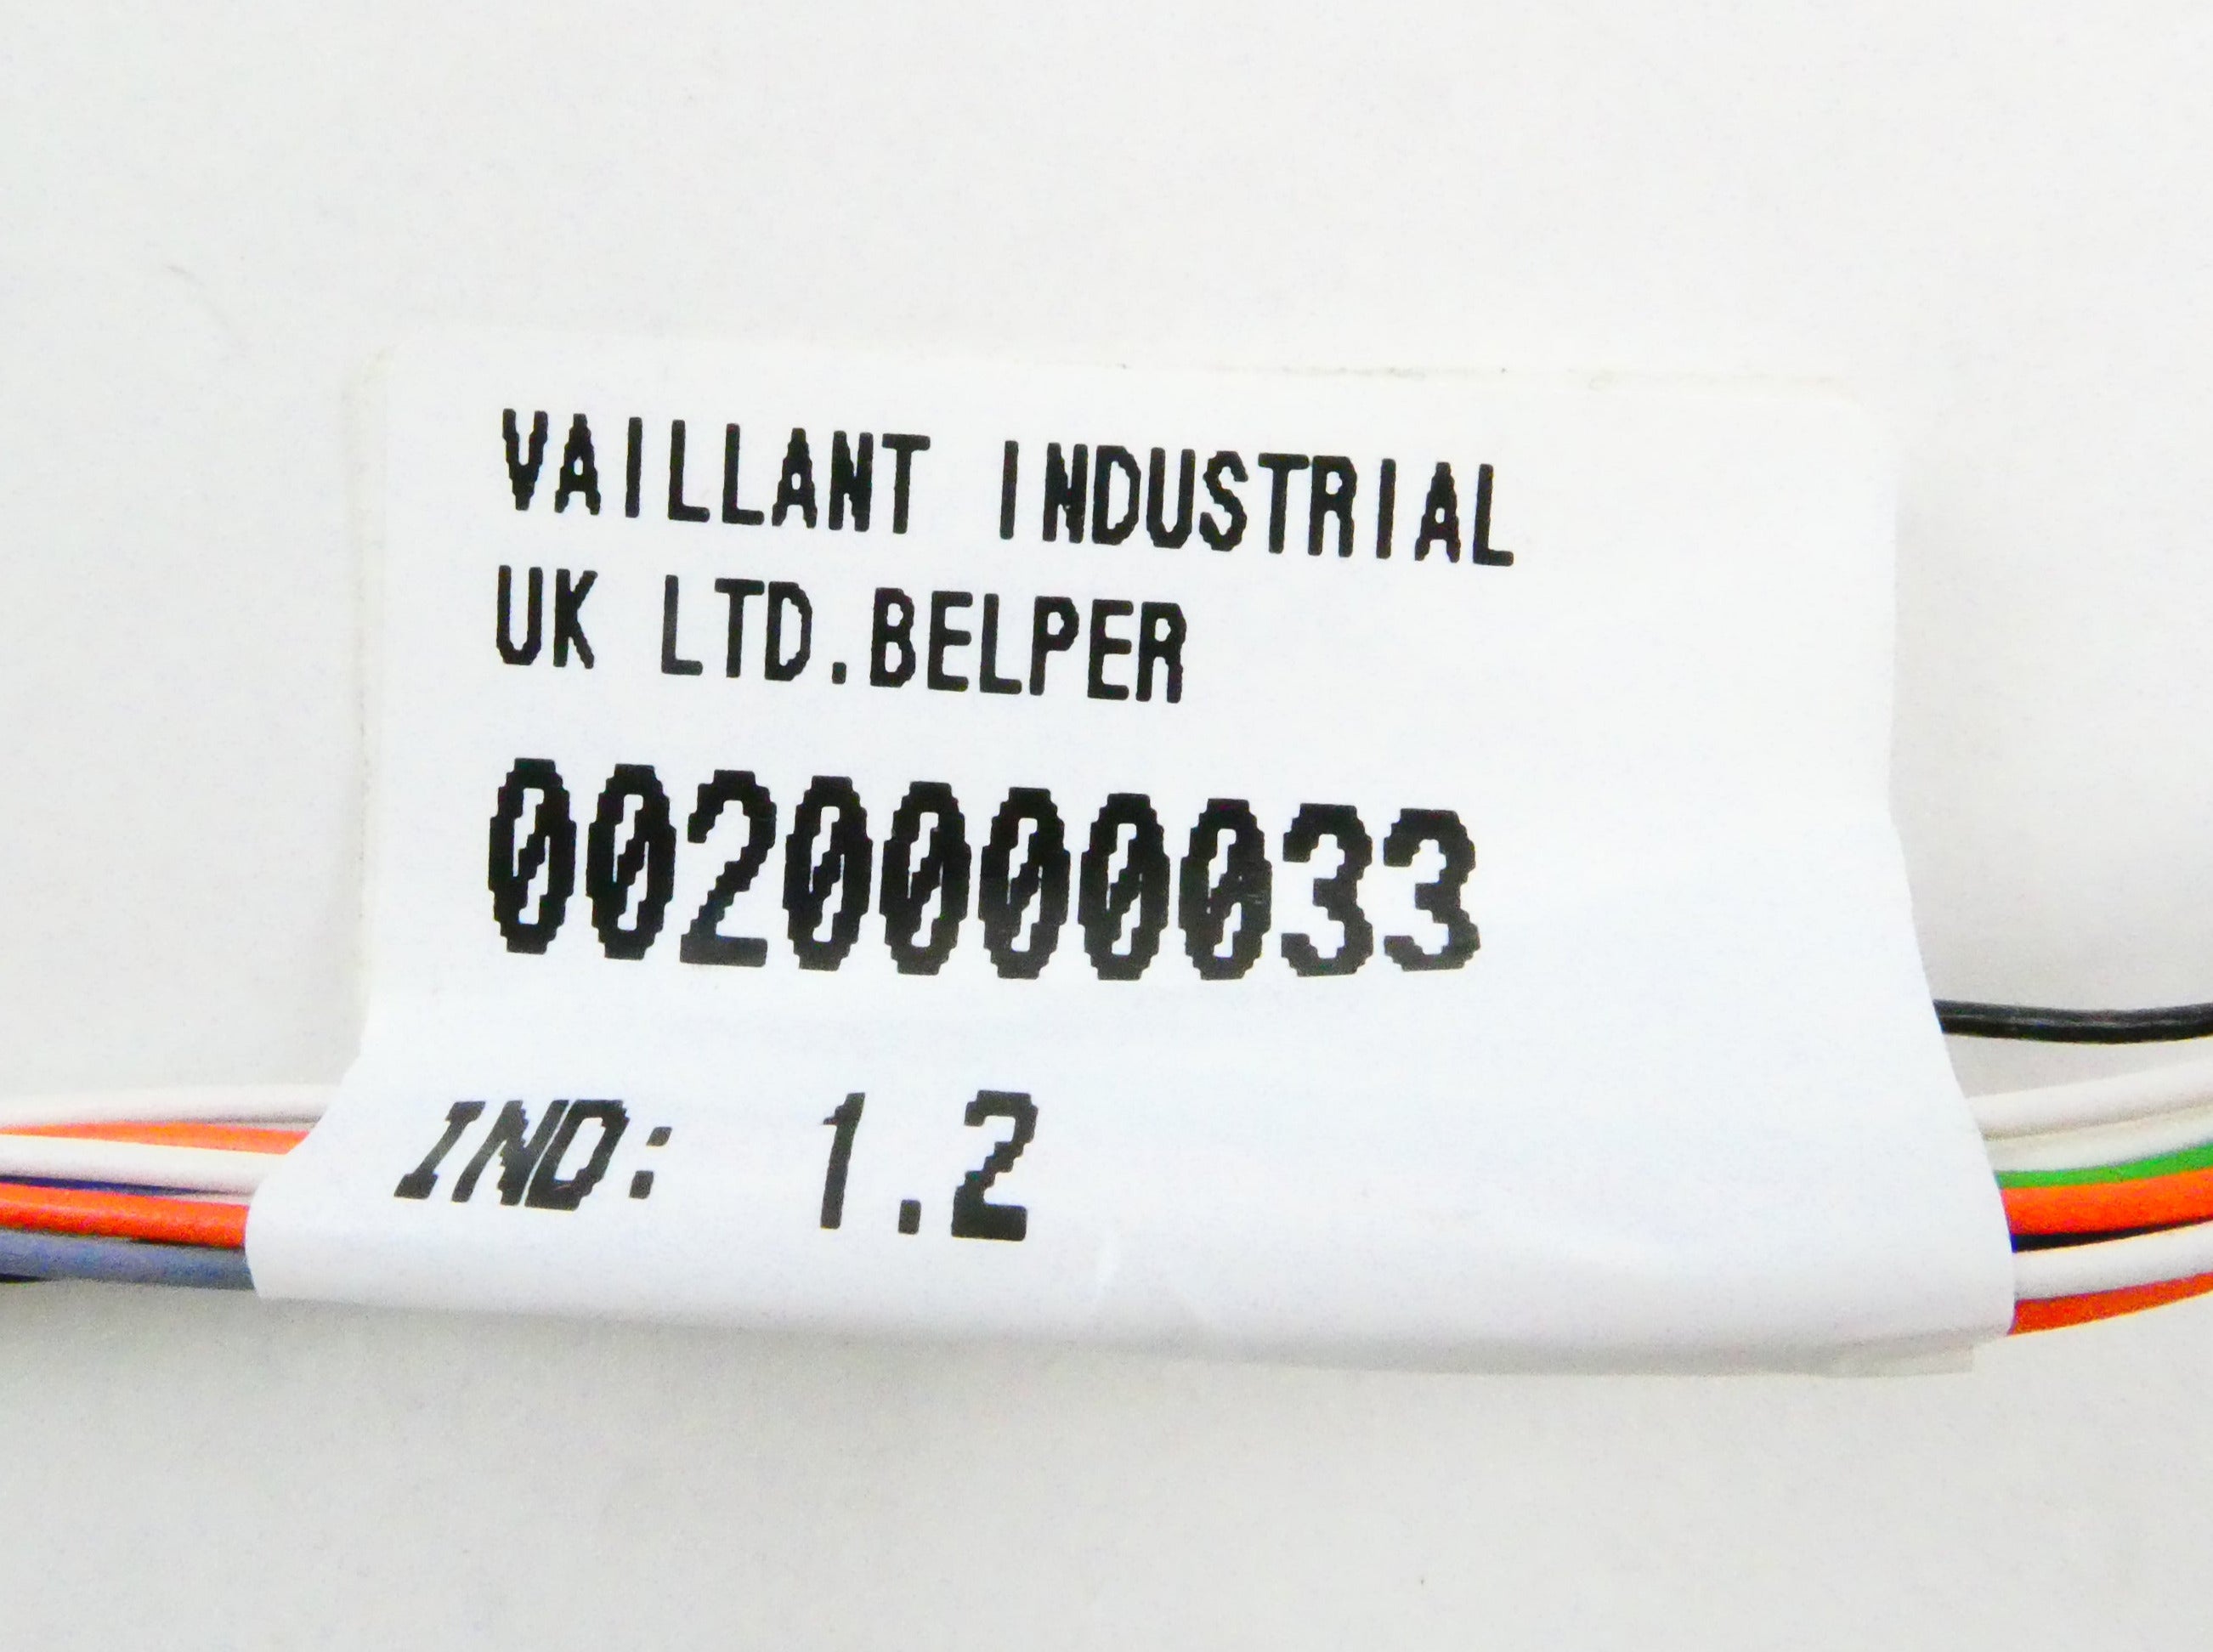 VAILLANT INDUSTRIAL
UK LTD.BELPER
0020000033
IND: 1.2